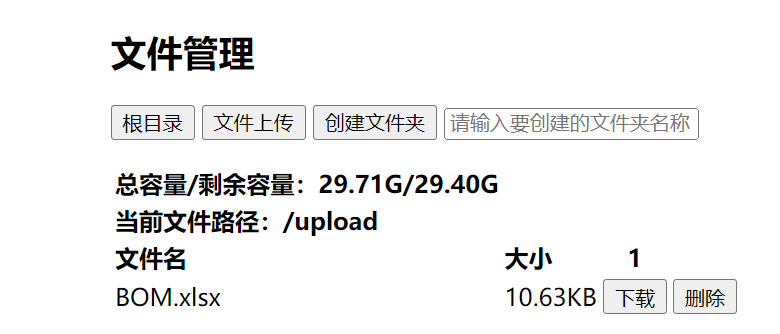 文件管理
根目录 文件上传 创建文件夹 请输入要创建的文件夹名称
总容量/剩余容量：29.71G/29.40G
当前文件路径：/upload
文件名 大小 1
BOM.xlsx 10.63KB 下载 删除